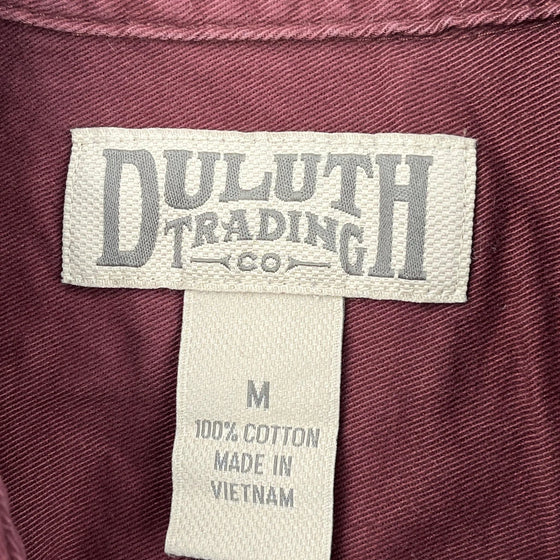 DULUTH
TRADING
CO
M
100% COTTON
MADE IN
VIETNAM